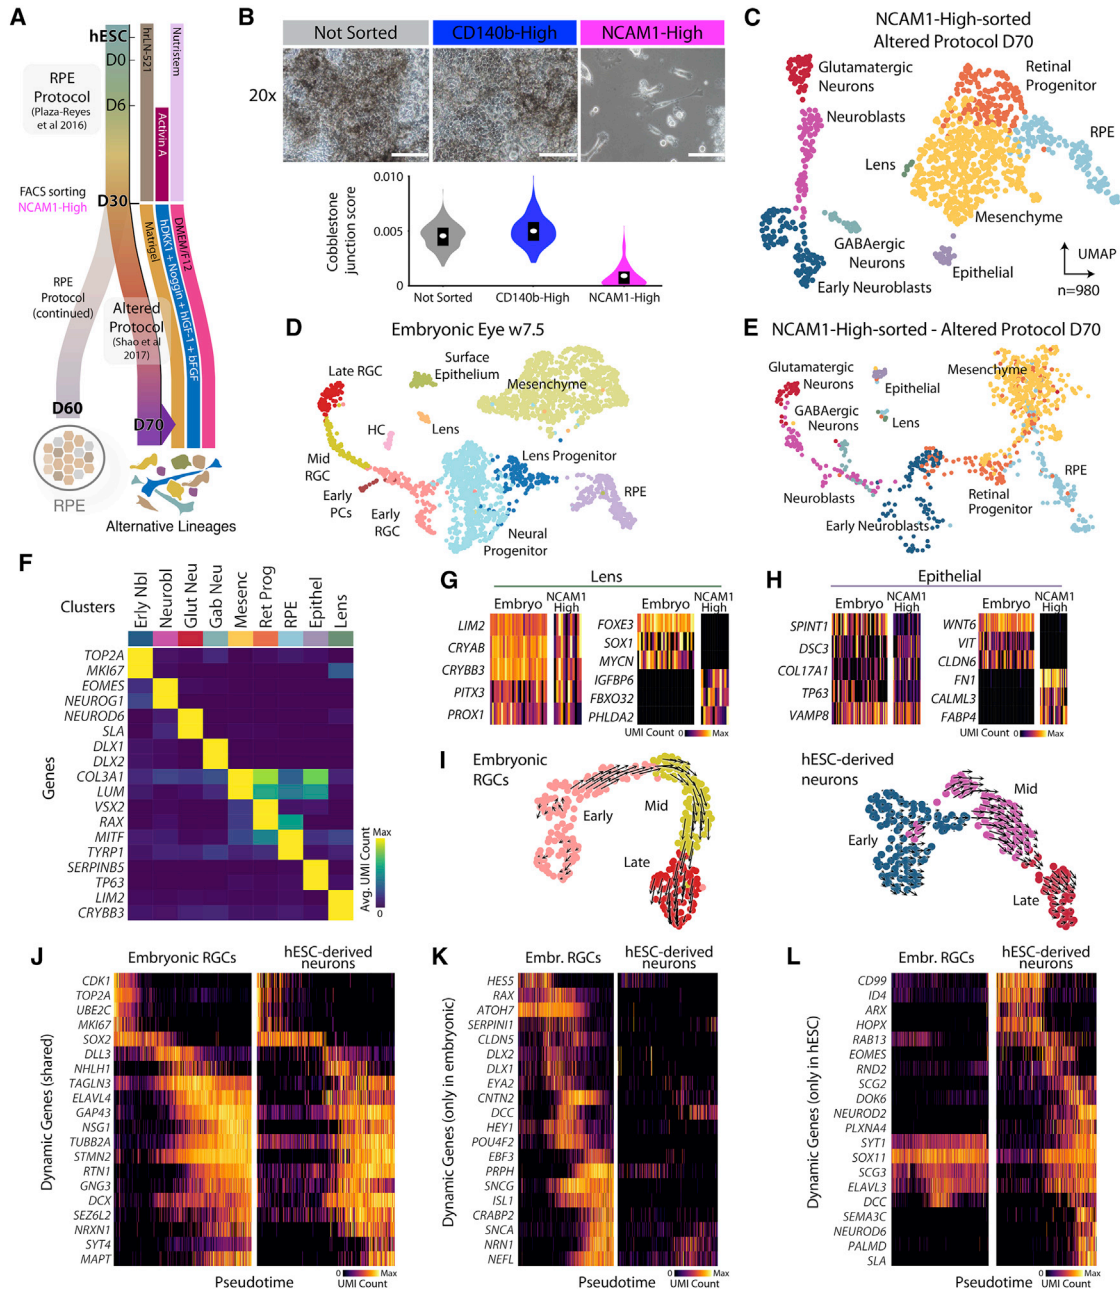 A
hESC
D0
D6
RPE
Protocol
(Plaza-Reyes
et al 2016)
hrLN-521
Nutristem
Activin A
FACS sorting
NCAM1-High
D30
Matrigel
hDKK1 + Noggin + hIGF-1 + bFGF
DMEM/F12
RPE
Protocol
(continued)
Altered
Protocol
(Shao et al
2017)
D60
D70
RPE
Alternative Lineages
B
Not Sorted
CD140b-High
NCAM1-High
20x
Cobblestone
junction score
0.010
0.005
0
Not Sorted
CD140b-High
NCAM1-High
C
NCAM1-High-sorted
Altered Protocol D70
Glutamatergic
Neurons
Retinal
Progenitor
Neuroblasts
RPE
Lens
Mesenchyme
GABAergic
Neurons
Early Neuroblasts
Epithelial
UMAP
n=980
D
Embryonic Eye w7.5
Late RGC
Surface
Epithelium
Mesenchyme
HC
Lens
Mid
RGC
Lens Progenitor
RPE
Early
PCs
Early
RGC
Neural
Progenitor
E
NCAM1-High-sorted - Altered Protocol D70
Glutamatergic
Neurons
Epithelial
Mesenchyme
GABAergic
Neurons
Lens
RPE
Neuroblasts
Retinal
Progenitor
Early Neuroblasts
F
Clusters
Erly Nbl
Neurobl
Glut Neu
Gab Neu
Mesenc
Ret Prog
RPE
Epithel
Lens
Genes
TOP2A
MKI67
EOMES
NEUROG1
NEUROD6
SLA
DLX1
DLX2
COL3A1
LUM
VSX2
RAX
MITF
TYRP1
SERPINB5
TP63
LIM2
CRYBB3
Avg. UMI Count
Max
0
G
Lens
Embryo
NCAM1
High
Embryo
NCAM1
High
LIM2
CRYAB
CRYBB3
PITX3
PROX1
FOXE3
SOX1
MYCN
IGFBP6
FBXO32
PHLDA2
UMI Count 0 Max
H
Epithelial
Embryo
NCAM1
High
Embryo
NCAM1
High
SPINT1
DSC3
COL17A1
TP63
VAMP8
WNT6
VIT
CLDN6
FN1
CALML3
FABP4
UMI Count 0 Max
I
Embryonic
RGCs
Early
Mid
Late
hESC-derived
neurons
Early
Mid
Late
J
Embryonic RGCs
hESC-derived
neurons
Dynamic Genes (shared)
CDK1
TOP2A
UBE2C
MKI67
SOX2
DLL3
NHLH1
TAGLN3
ELAVL4
GAP43
NSG1
TUBB2A
STMN2
RTN1
GNG3
DCX
SEZ6L2
NRXN1
SYT4
MAPT
Pseudotime
0 Max
UMI Count
K
Embr. RGCs
hESC-derived
neurons
Dynamic Genes (only in embryonic)
HES5
RAX
ATOH7
SERPINI1
CLDN5
DLX2
DLX1
EYA2
CNTN2
DCC
HEY1
POU4F2
EBF3
PRPH
SNCG
ISL1
CRABP2
SNCA
NRN1
NEFL
Pseudotime
0 Max
UMI Count
L
Embr. RGCs
hESC-derived
neurons
Dynamic Genes (only in hESC)
CD99
ID4
ARX
HOPX
RAB13
EOMES
RND2
SCG2
DOK6
NEUROD2
PLXNA4
SYT1
SOX11
SCG3
ELAVL3
DCC
SEMA3C
NEUROD6
PALMD
SLA
Pseudotime
0 Max
UMI Count